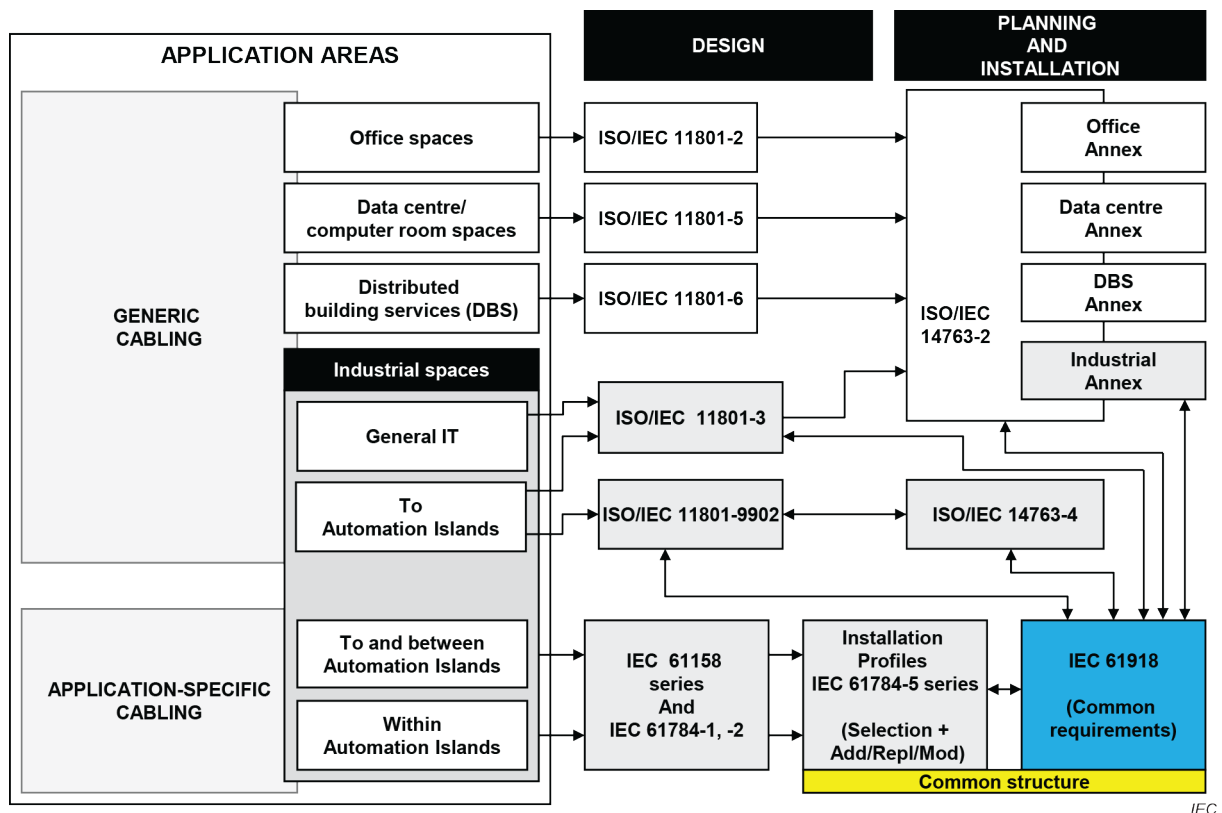 APPLICATION AREAS
DESIGN
PLANNING
AND
INSTALLATION
GENERIC
CABLING
Office spaces
ISO/IEC 11801-2
Office
Annex
Data centre/
computer room spaces
ISO/IEC 11801-5
Data centre
Annex
Distributed
building services (DBS)
ISO/IEC 11801-6
DBS
Annex
ISO/IEC
14763-2
Industrial spaces
Industrial
Annex
General IT
ISO/IEC 11801-3
To
Automation Islands
ISO/IEC 11801-9902
ISO/IEC 14763-4
APPLICATION-SPECIFIC
CABLING
To and between
Automation Islands
Within
Automation Islands
IEC 61158
series
And
IEC 61784-1, -2
Installation
Profiles
IEC 61784-5 series
(Selection +
Add/Repl/Mod)
IEC 61918
(Common
requirements)
Common structure
IEC